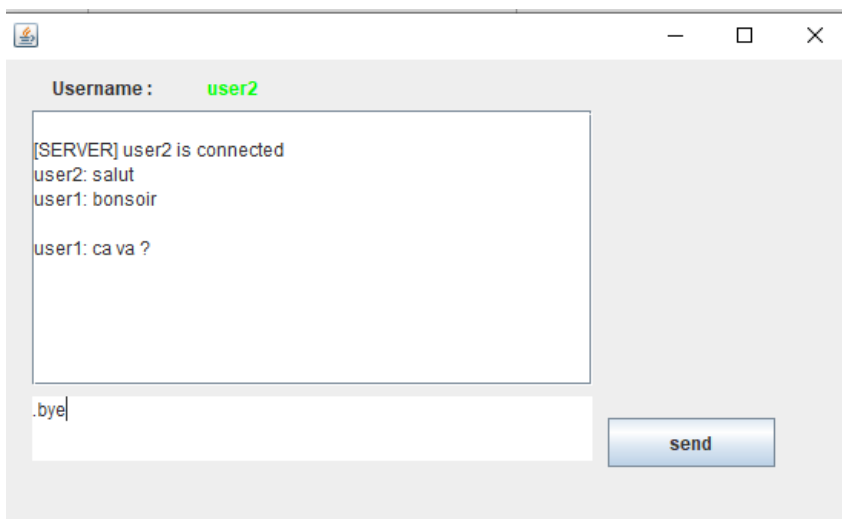 Username : user2
[SERVER] user2 is connected
user2: salut
user1: bonsoir
user1: ca va ?
.bye
send